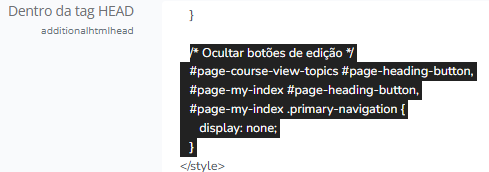 Dentro da tag HEAD
additionalhtmlhead
}
/* Ocultar botões de edição */
#page-course-view-topics #page-heading-button,
#page-my-index #page-heading-button,
#page-my-index .primary-navigation {
display: none;
}
</style>